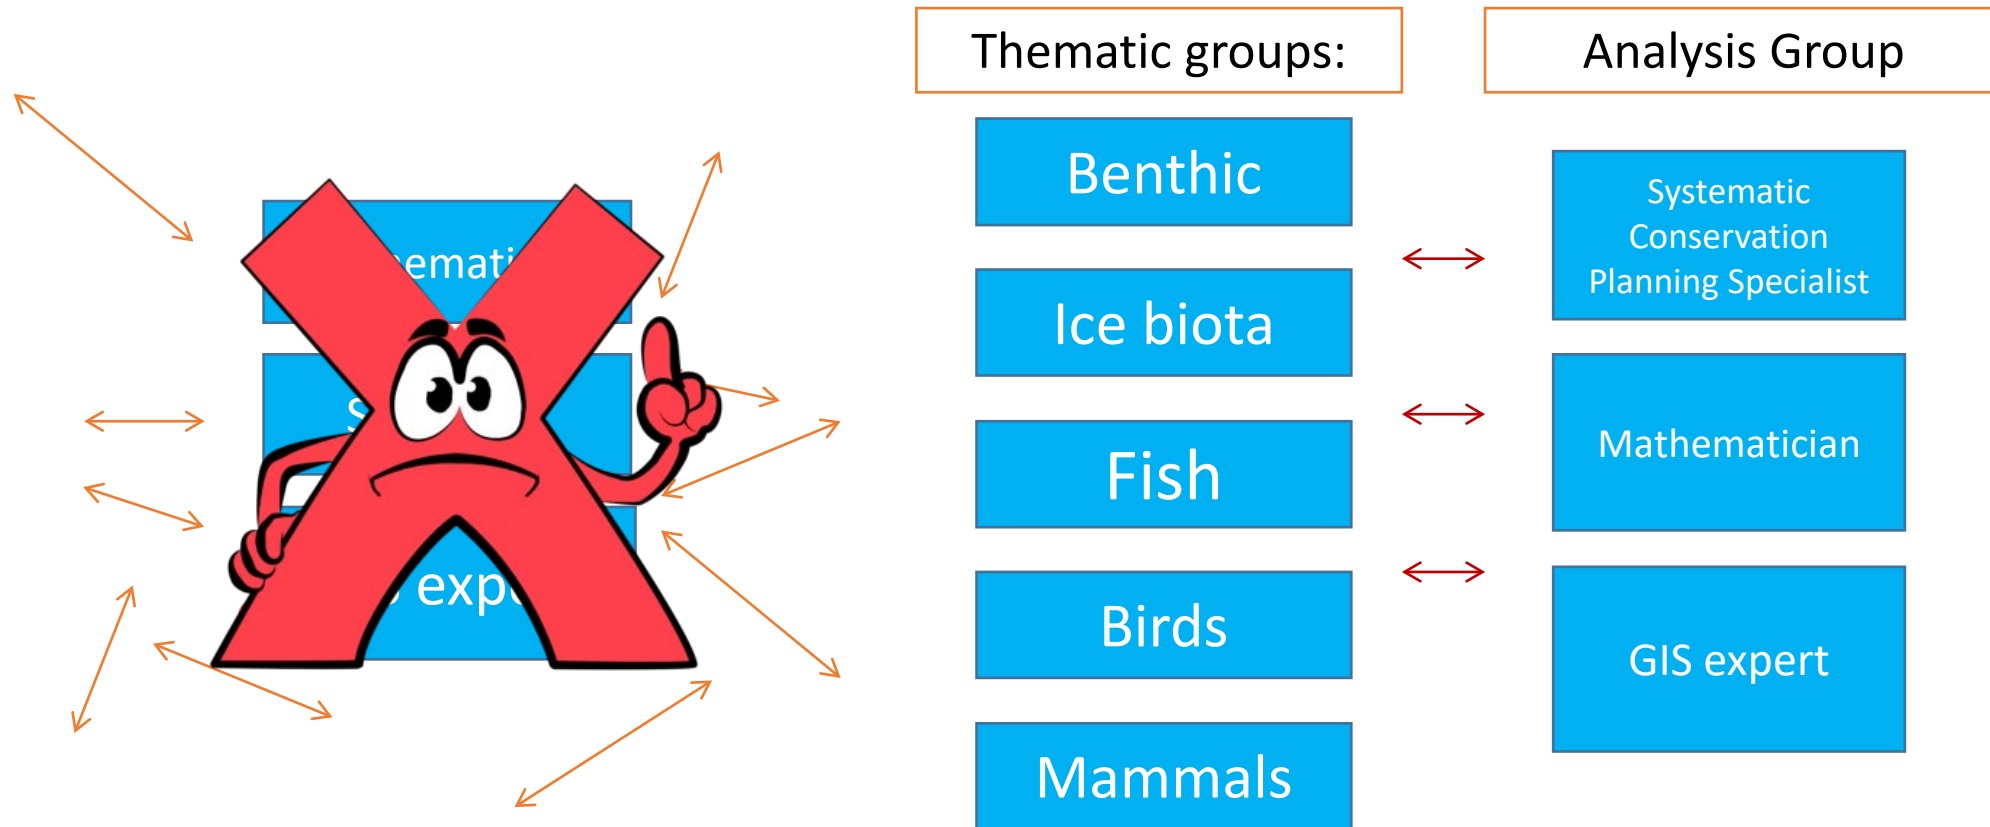 Thematic groups:
Analysis Group
Benthic
Ice biota
Fish
Birds
Mammals
Systematic
Conservation
Planning Specialist
Mathematician
GIS expert